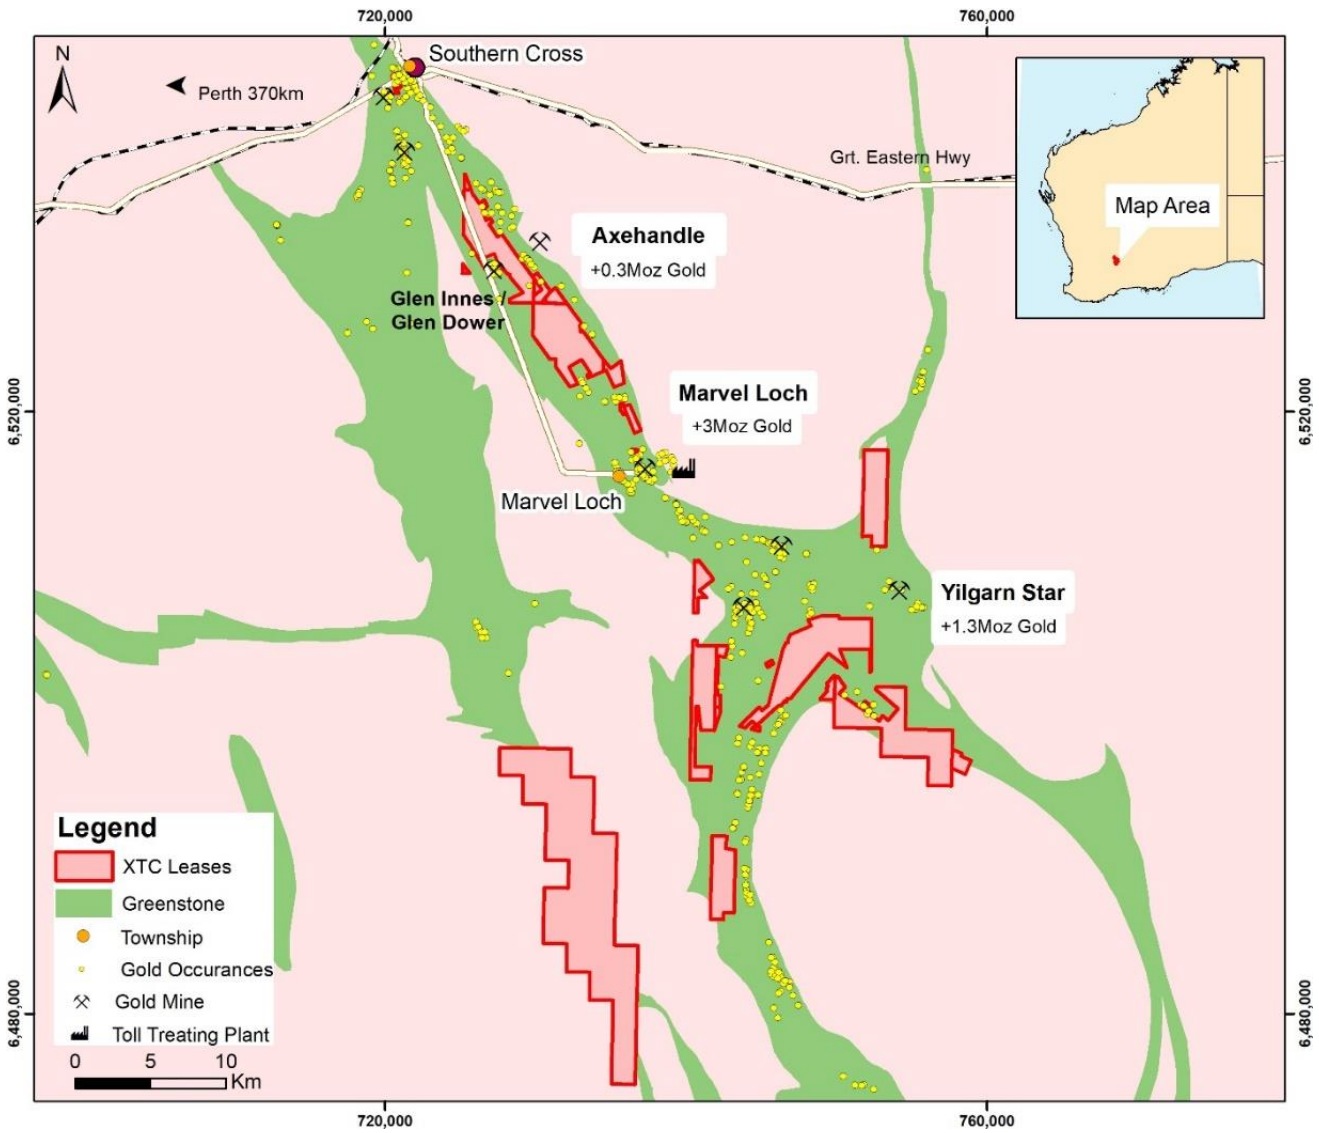 720,000
760,000
N
Southern Cross
Perth 370km
Grt. Eastern Hwy
Map Area
Axehandle
+0.3Moz Gold
Glen Innes /
Glen Dower
6,520,000
6,520,000
Marvel Loch
+3Moz Gold
Marvel Loch
Yilgarn Star
+1.3Moz Gold
Legend
XTC Leases
Greenstone
Township
Gold Occurances
Gold Mine
Toll Treating Plant
0 5 10
Km
6,480,000
6,480,000
720,000
760,000